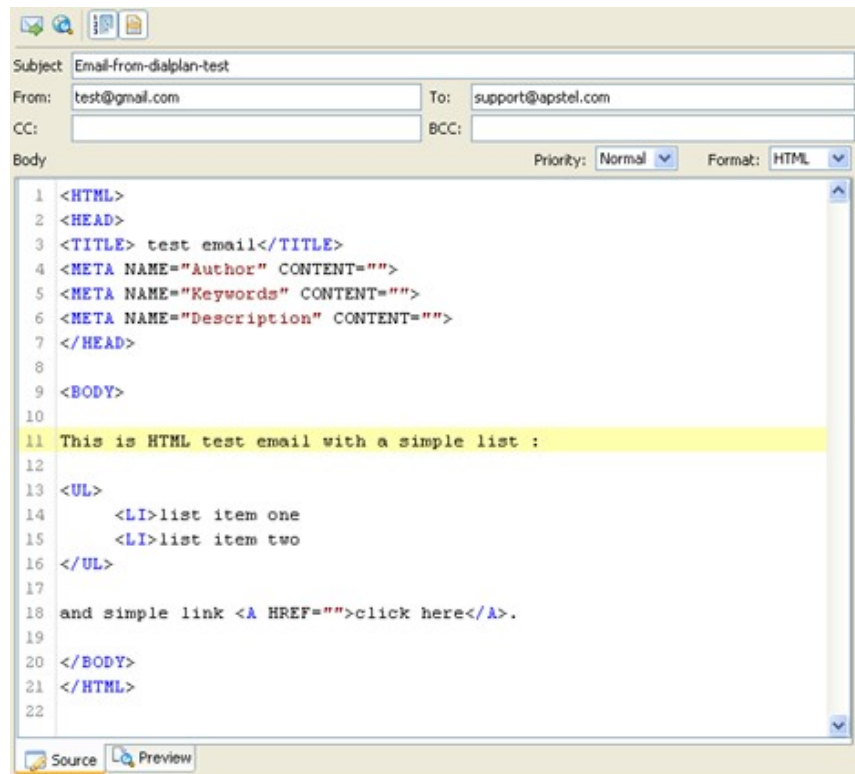 Subject Email-from-dialplan-test
From: test@gmail.com To: support@apstel.com
CC: BCC:
Body Priority: Normal Format: HTML
1 <HTML>
2 <HEAD>
3 <TITLE> test email</TITLE>
4 <META NAME="Author" CONTENT="">
5 <META NAME="Keywords" CONTENT="">
6 <META NAME="Description" CONTENT="">
7 </HEAD>
8
9 <BODY>
10
11 This is HTML test email with a simple list :
12
13 <UL>
14 <LI>list item one
15 <LI>list item two
16 </UL>
17
18 and simple link <A HREF="">click here</A>.
19
20 </BODY>
21 </HTML>
22
Source Preview